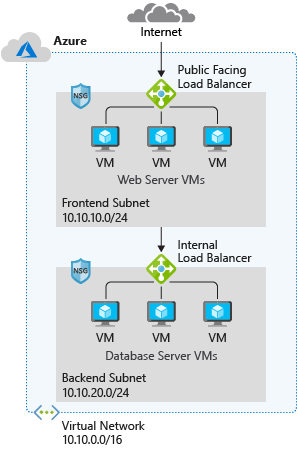 Internet
Azure
Public Facing
Load Balancer
NSG
VM VM VM
Web Server VMs
Frontend Subnet
10.10.10.0/24
Internal
Load Balancer
NSG
VM VM VM
Database Server VMs
Backend Subnet
10.10.20.0/24
Virtual Network
10.10.0.0/16